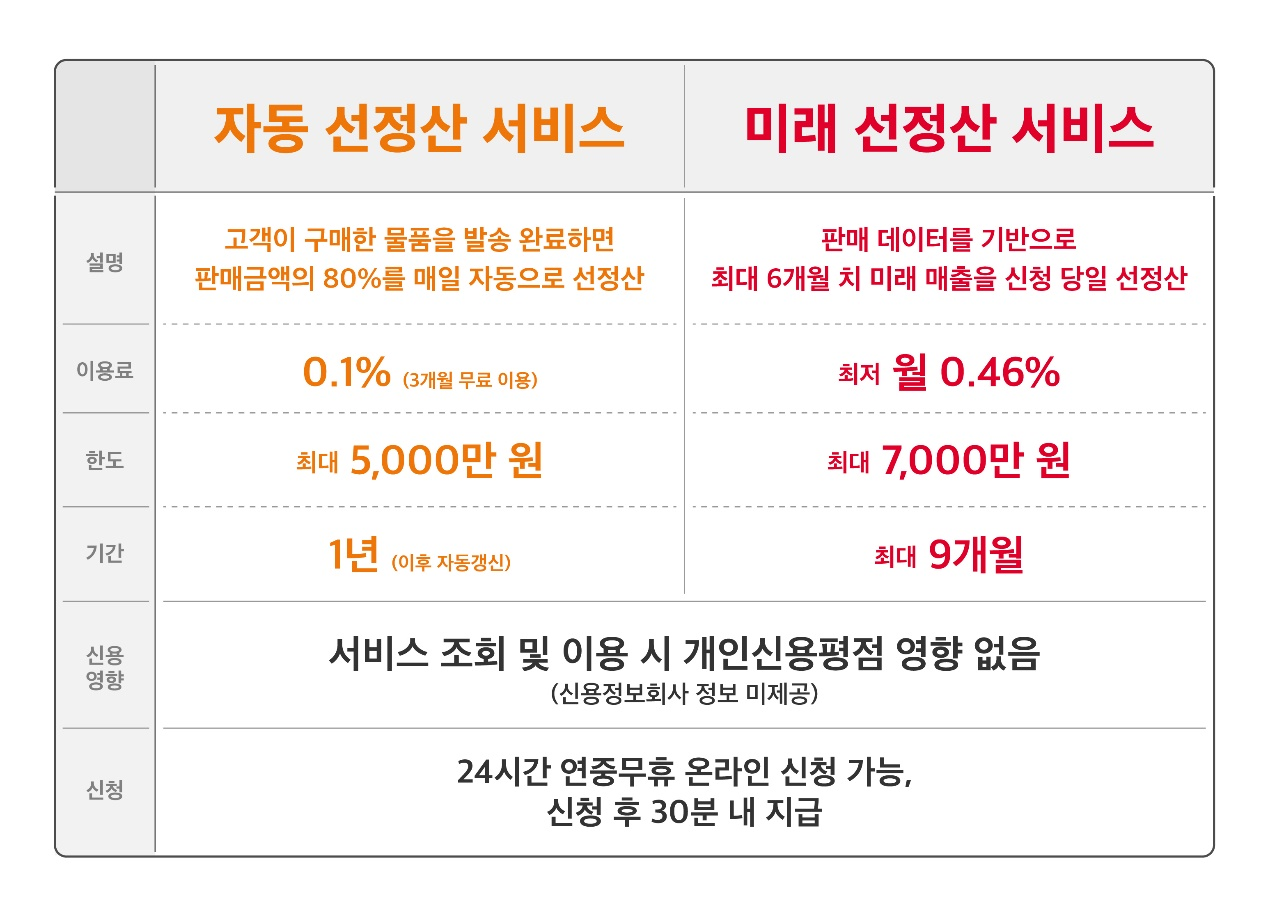 자동 선정산 서비스
미래 선정산 서비스
설명
고객이 구매한 물품을 발송 완료하면
판매금액의 80%를 매일 자동으로 선정산
판매 데이터를 기반으로
최대 6개월 치 미래 매출을 신청 당일 선정산
이용료
0.1% (3개월 무료 이용)
최저 월 0.46%
한도
최대 5,000만 원
최대 7,000만 원
기간
1년 (이후 자동갱신)
최대 9개월
신용
영향
서비스 조회 및 이용 시 개인신용평점 영향 없음
(신용정보회사 정보 미제공)
신청
24시간 연중무휴 온라인 신청 가능,
신청 후 30분 내 지급